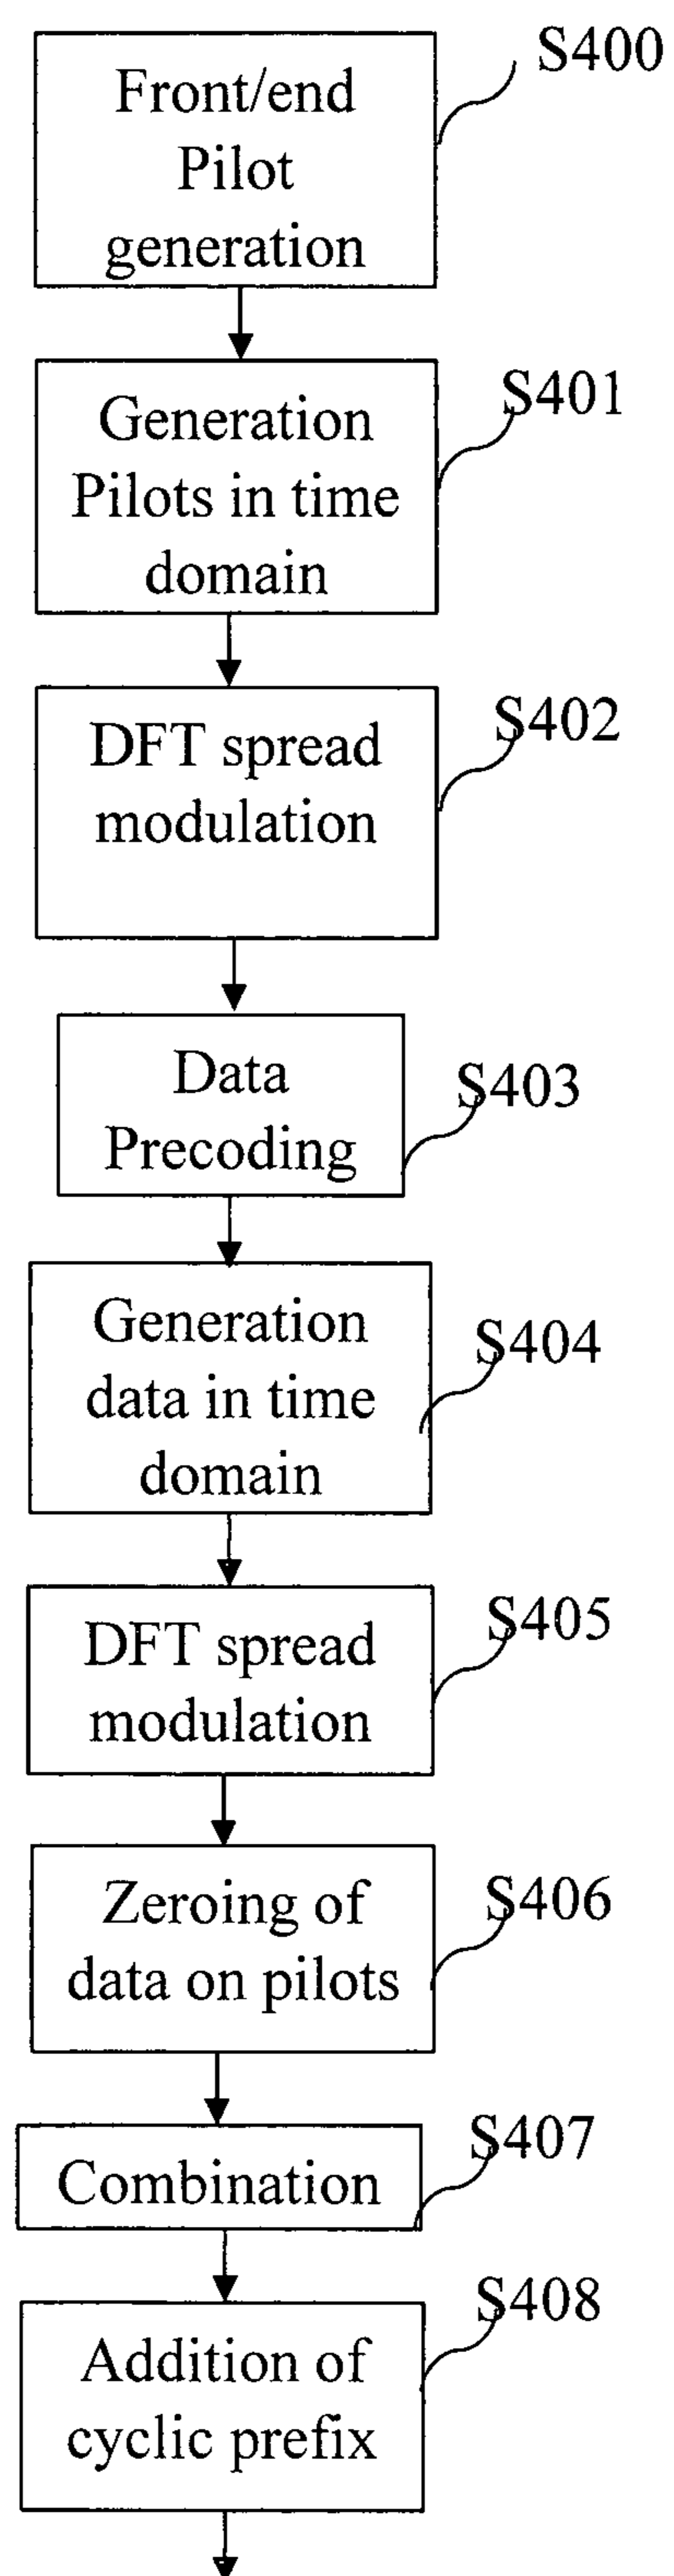 Front/end
Pilot
generation
S400
Generation
Pilots in time
domain
S401
DFT spread
modulation
S402
Data
Precoding
S403
Generation
data in time
domain
S404
DFT spread
modulation
S405
Zeroing of
data on pilots
S406
Combination
S407
Addition of
cyclic prefix
S408